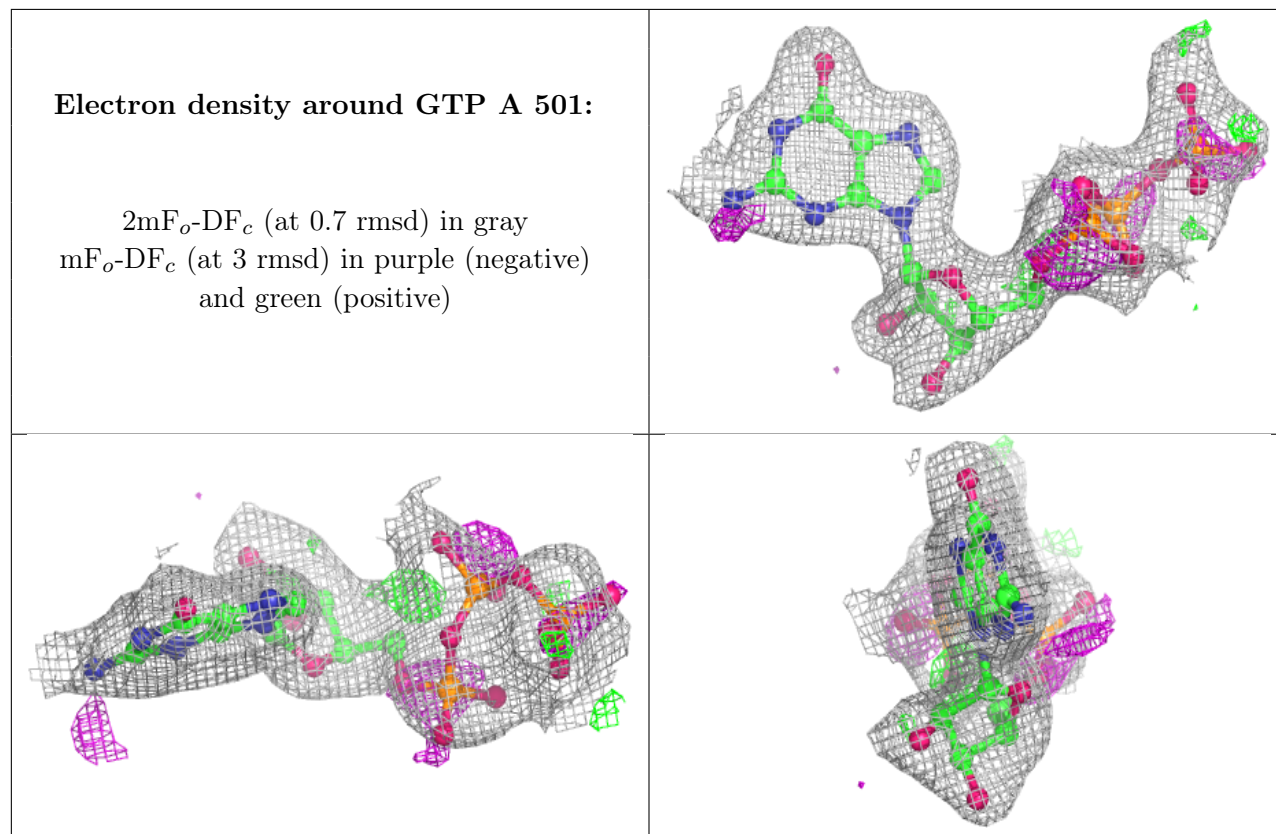 Electron density around GTP A 501:
2mFₒ-DF𝑐 (at 0.7 rmsd) in gray
mFₒ-DF𝑐 (at 3 rmsd) in purple (negative)
and green (positive)